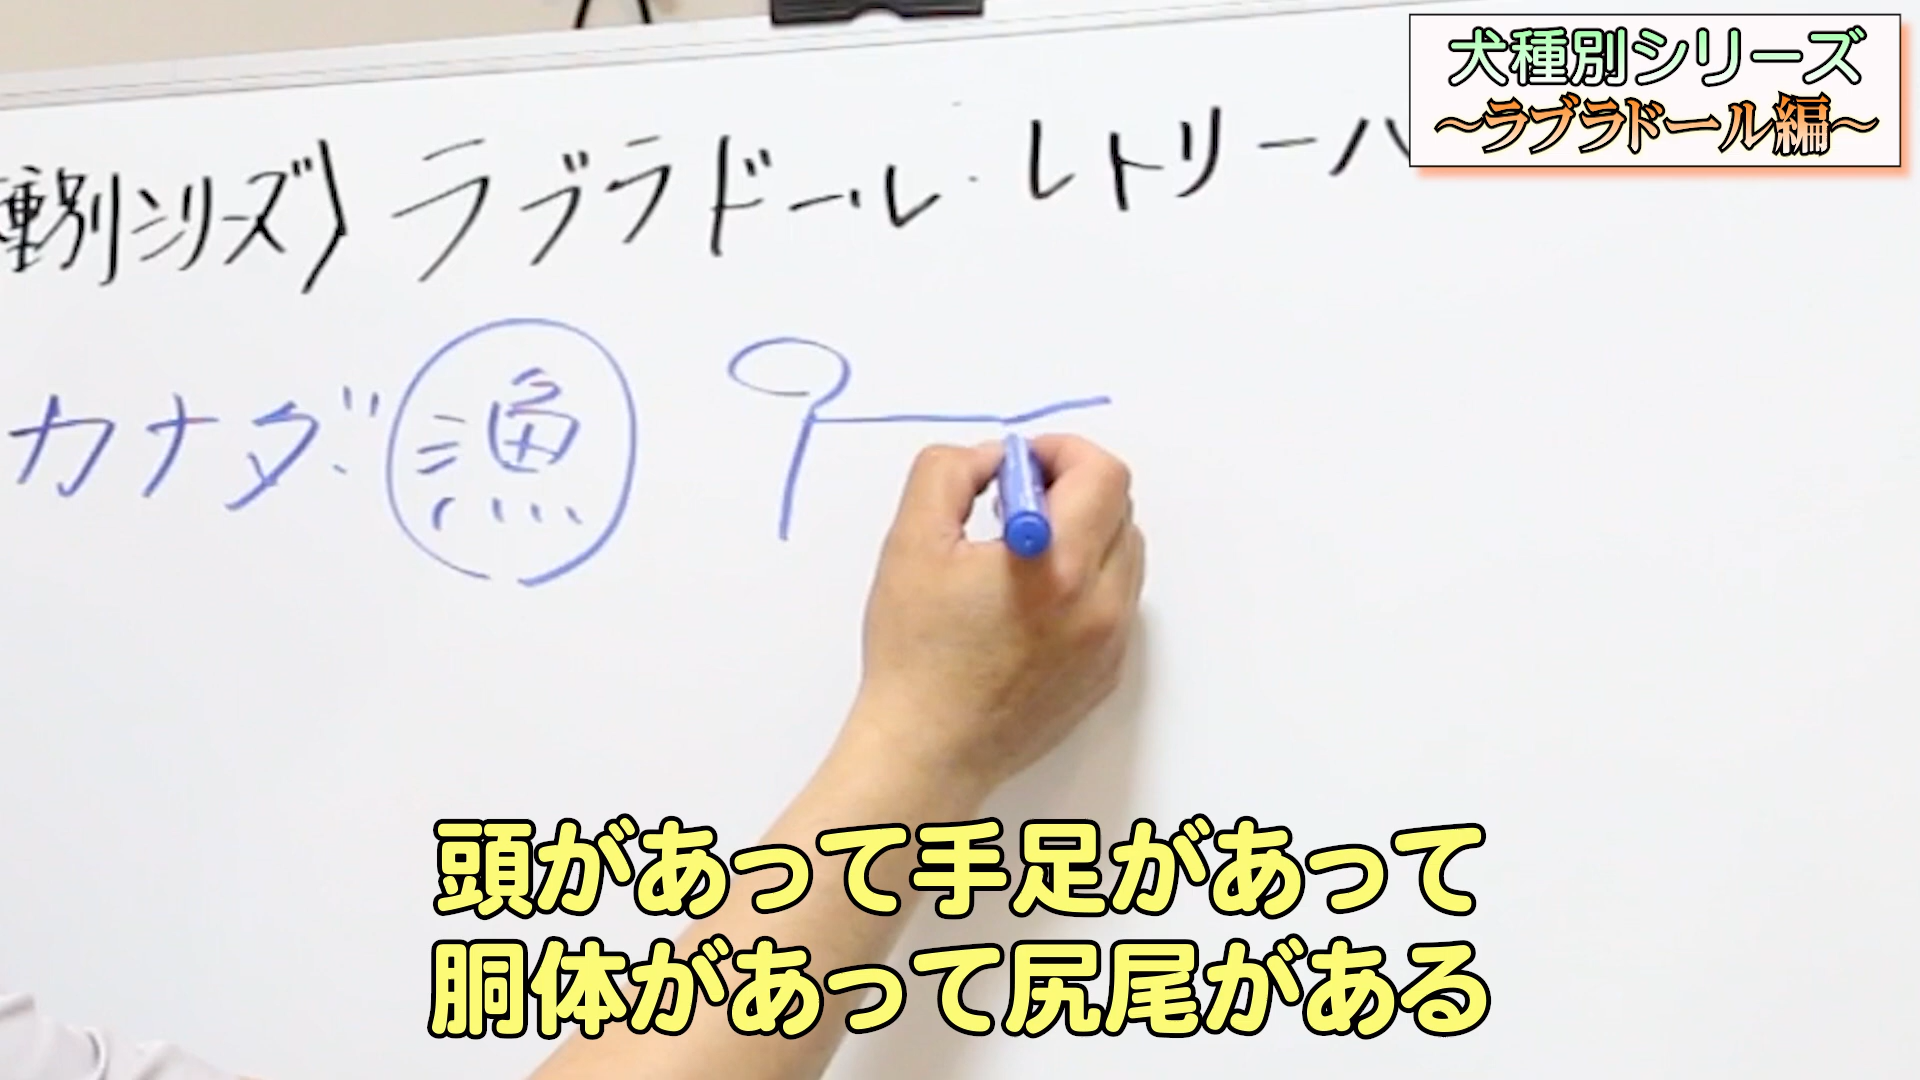 犬種別シリーズ
～ラブラドール編～
種別シリーズ〉ラブラドール・レトリーハ
カナダ 漁
頭があって手足があって
胴体があって尻尾がある